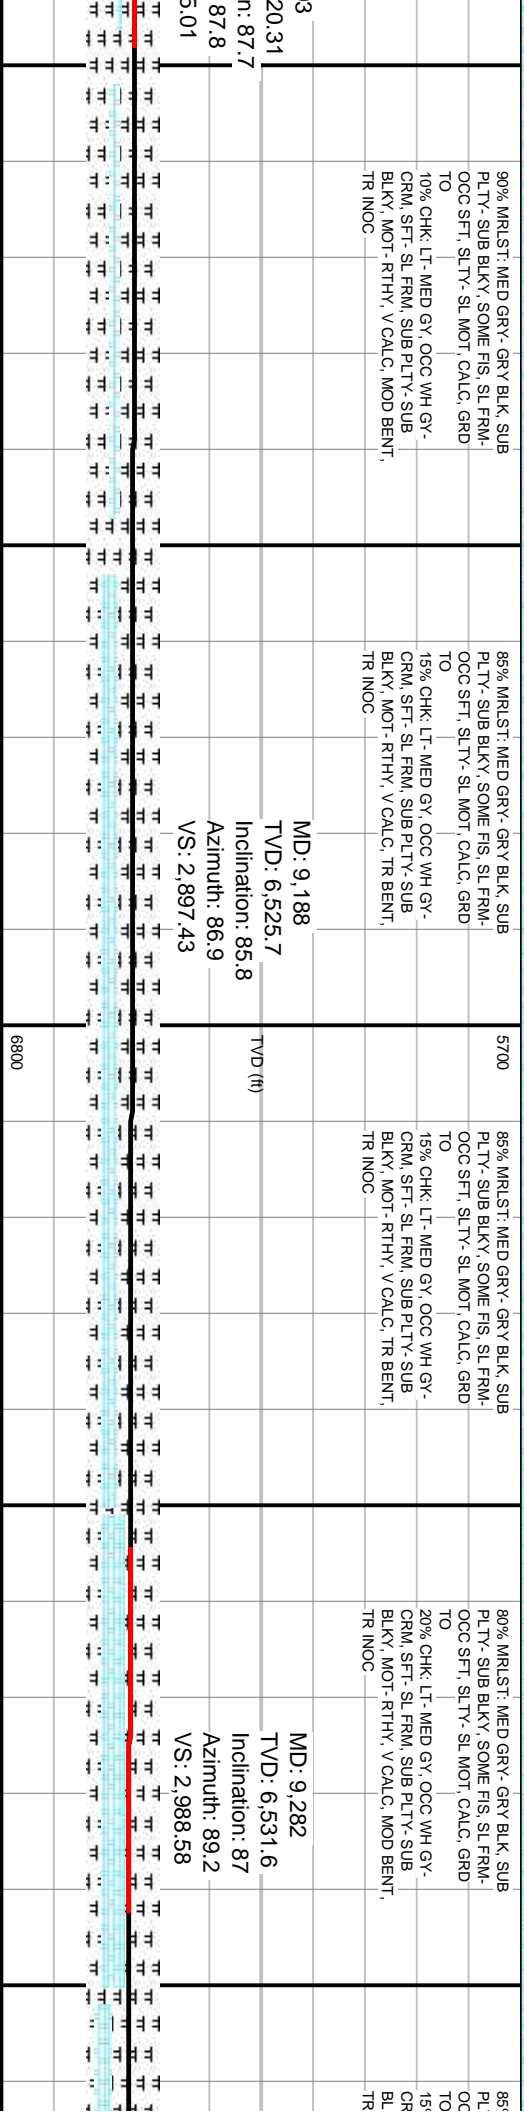 93
20.31
n: 87.7
87.8
5.01
90% MRLST: MED GRY- GRY BLK, SUB
PLTY- SUB BLKY, SOME FIS, SL FRM-
OCC SFT, SLTY- SL MOT, CALC, GRD
TO
10% CHK: LT- MED GY, OCC WH GY-
CRM, SFT- SL FRM, SUB PLTY- SUB
BLKY, MOT- RTHY, V CALC, MOD BENT,
TR INOC
85% MRLST: MED GRY- GRY BLK, SUB
PLTY- SUB BLKY, SOME FIS, SL FRM-
OCC SFT, SLTY- SL MOT, CALC, GRD
TO
15% CHK: LT- MED GY, OCC WH GY-
CRM, SFT- SL FRM, SUB PLTY- SUB
BLKY, MOT- RTHY, V CALC, TR BENT,
TR INOC
MD: 9,188
TVD: 6,525.7
Inclination: 85.8
Azimuth: 86.9
VS: 2,897.43
5700
TVD (ft)
6800
85% MRLST: MED GRY- GRY BLK, SUB
PLTY- SUB BLKY, SOME FIS, SL FRM-
OCC SFT, SLTY- SL MOT, CALC, GRD
TO
15% CHK: LT- MED GY, OCC WH GY-
CRM, SFT- SL FRM, SUB PLTY- SUB
BLKY, MOT- RTHY, V CALC, TR BENT,
TR INOC
80% MRLST: MED GRY- GRY BLK, SUB
PLTY- SUB BLKY, SOME FIS, SL FRM-
OCC SFT, SLTY- SL MOT, CALC, GRD
TO
20% CHK: LT- MED GY, OCC WH GY-
CRM, SFT- SL FRM, SUB PLTY- SUB
BLKY, MOT- RTHY, V CALC, MOD BENT,
TR INOC
MD: 9,282
TVD: 6,531.6
Inclination: 87
Azimuth: 89.2
VS: 2,988.58
85%
PL
OC
TO
15%
CR
BL
TR